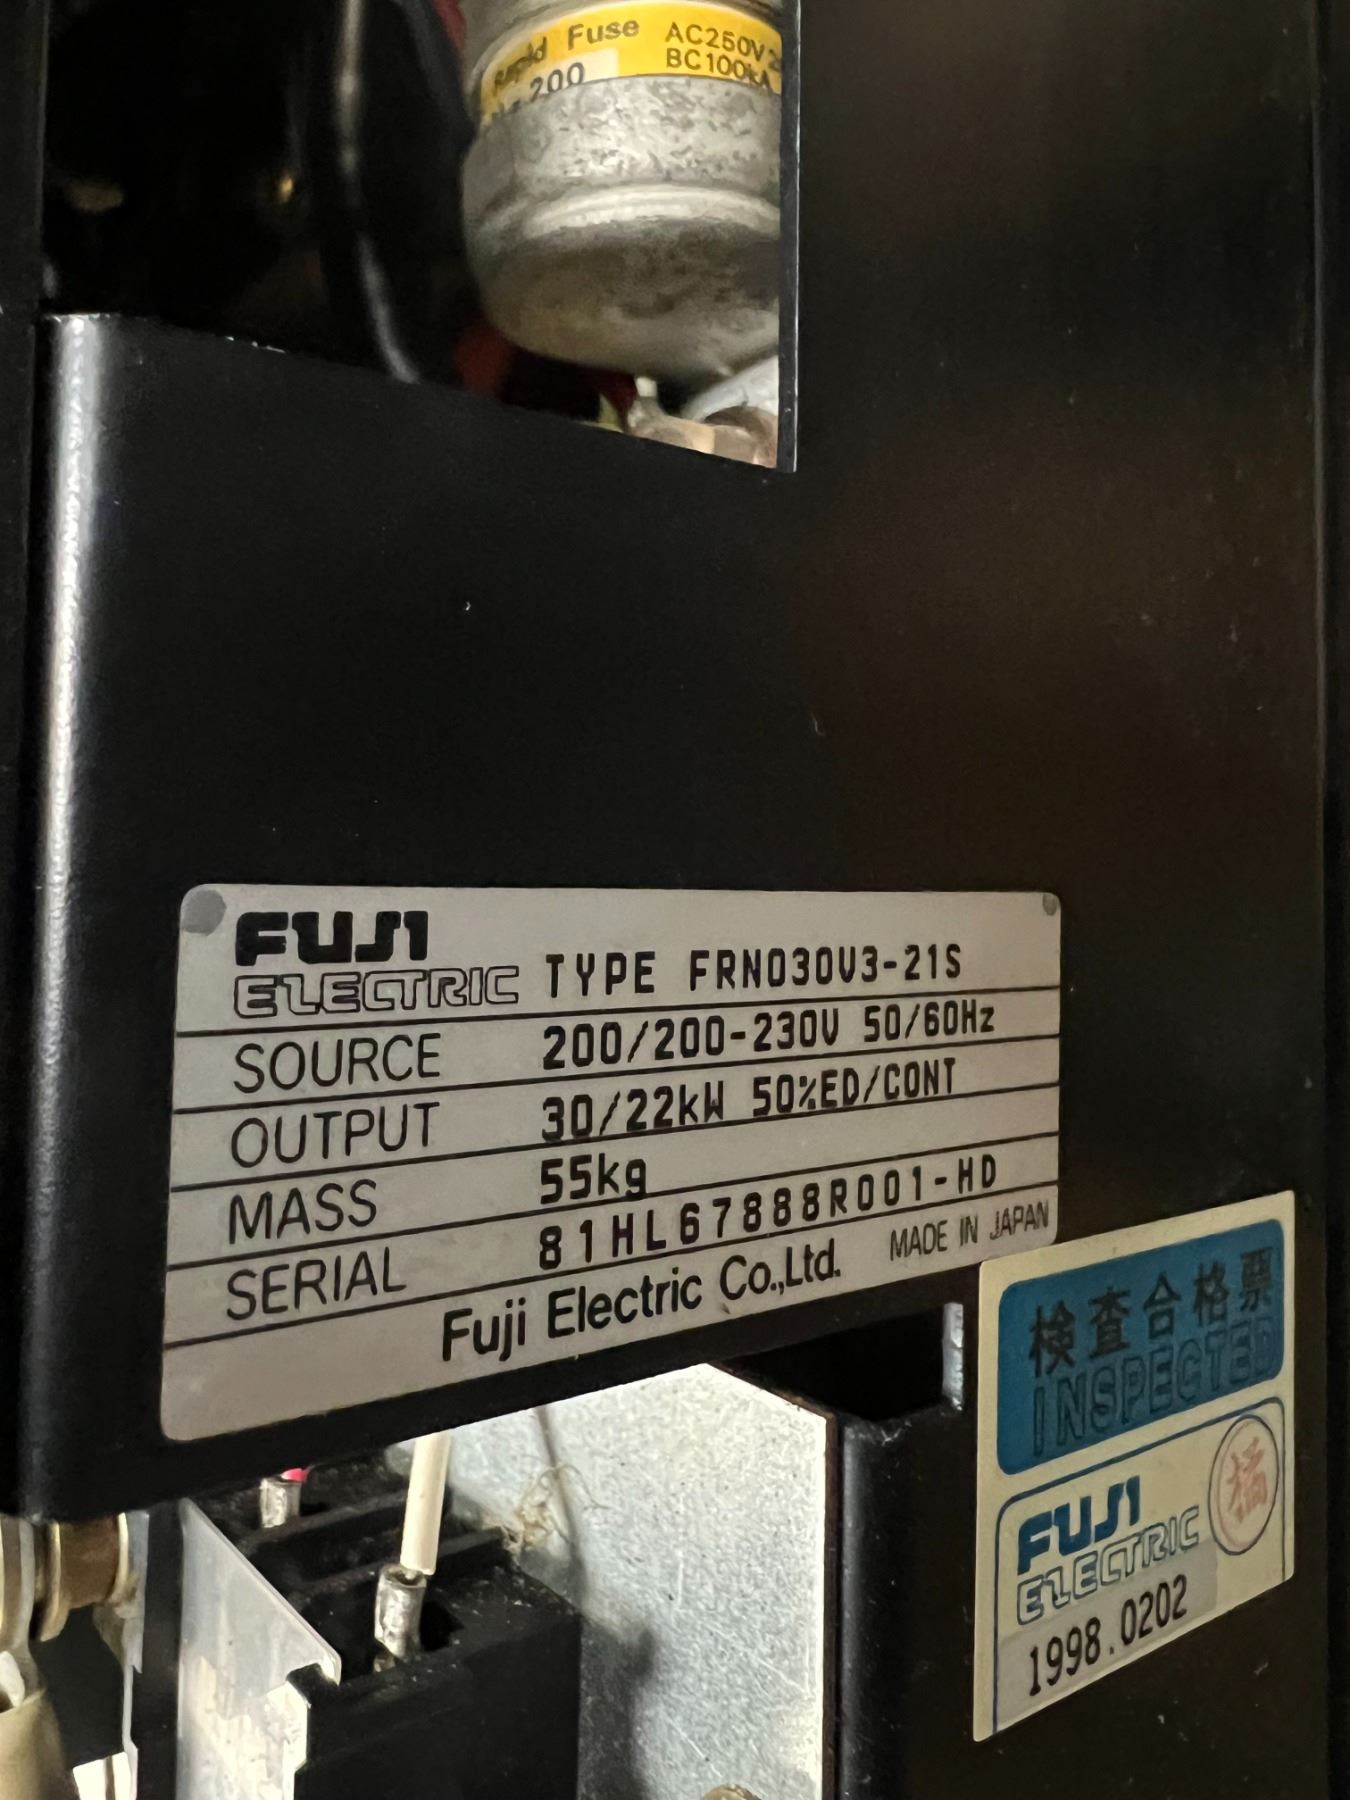 Rapid Fuse AC250V
200 BC100kA
FUJI
ELECTRIC TYPE FRN030V3-21S
SOURCE 200/200-230V 50/60Hz
OUTPUT 30/22kW 50%ED/CONT
MASS 55kg
SERIAL 81HL67888R001-HD
Fuji Electric Co.,Ltd. MADE IN JAPAN
検査合格票
INSPECTED
橘
FUJI
ELECTRIC
1998.0202